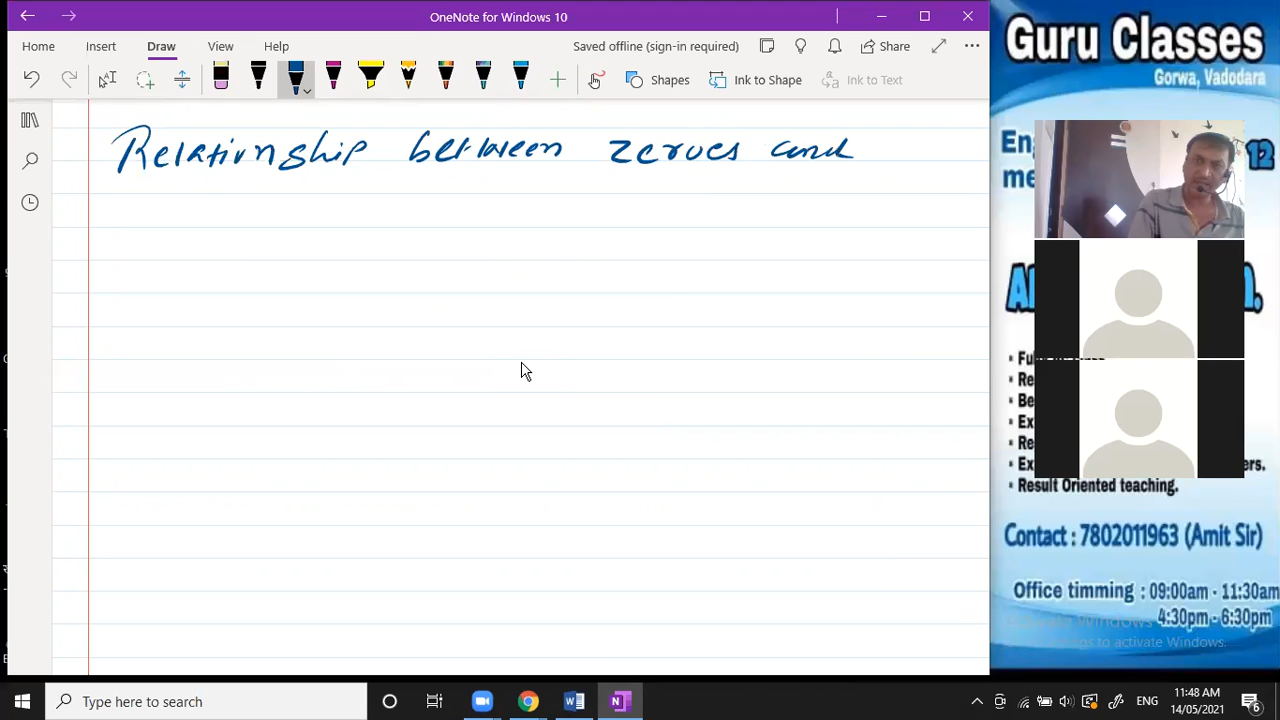 OneNote for Windows 10
Home Insert Draw View Help
Saved offline (sign-in required)
Share
Shapes
Ink to Shape
Ink to Text
Relationship between zeroes and
Guru Classes
Gorwa, Vadodara
12
• Result Oriented teaching.
Contact : 7802011963 (Amit Sir)
Office timming : 09:00am - 11:30am
4:30pm - 6:30pm
Type here to search
ENG
11:48 AM
14/05/2021
6